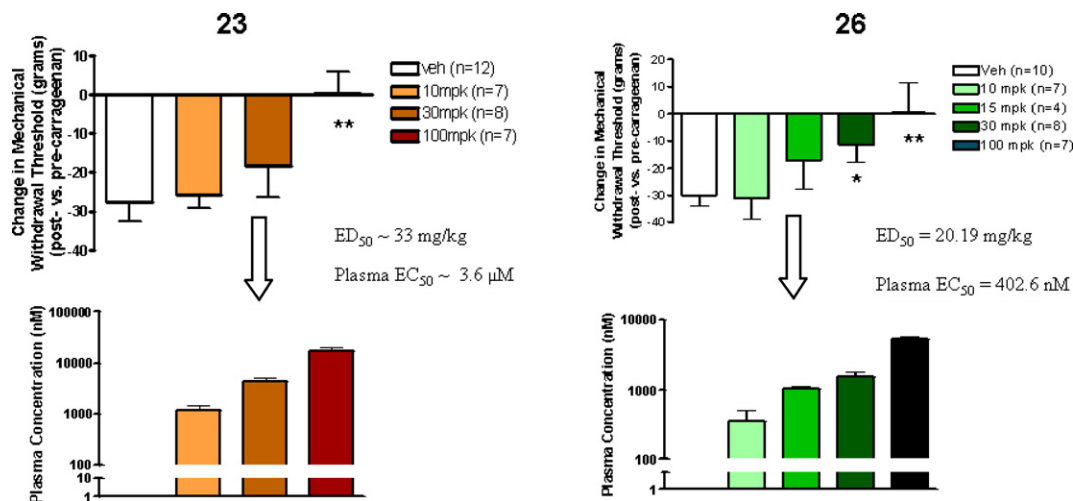 23
Change in Mechanical
Withdrawal Threshold (grams)
(post- vs. pre-carrageenan)
10
0
-10
-20
-30
-40
**
veh (n=12)
10mpk (n=7)
30mpk (n=8)
100mpk (n=7)
ED50 ~ 33 mg/kg
Plasma EC50 ~ 3.6 µM
Plasma Concentration (nM)
100000
10000
1000
100
10
1
26
Change in Mechanical
Withdrawal Threshold (grams)
(post- vs. pre-carrageenan)
20
10
0
-10
-20
-30
-40
*
**
Veh (n=10)
10 mpk (n=7)
15 mpk (n=4)
30 mpk (n=8)
100 mpk (n=7)
ED50 = 20.19 mg/kg
Plasma EC50 = 402.6 nM
Plasma Concentration (nM)
10000
1000
100
1